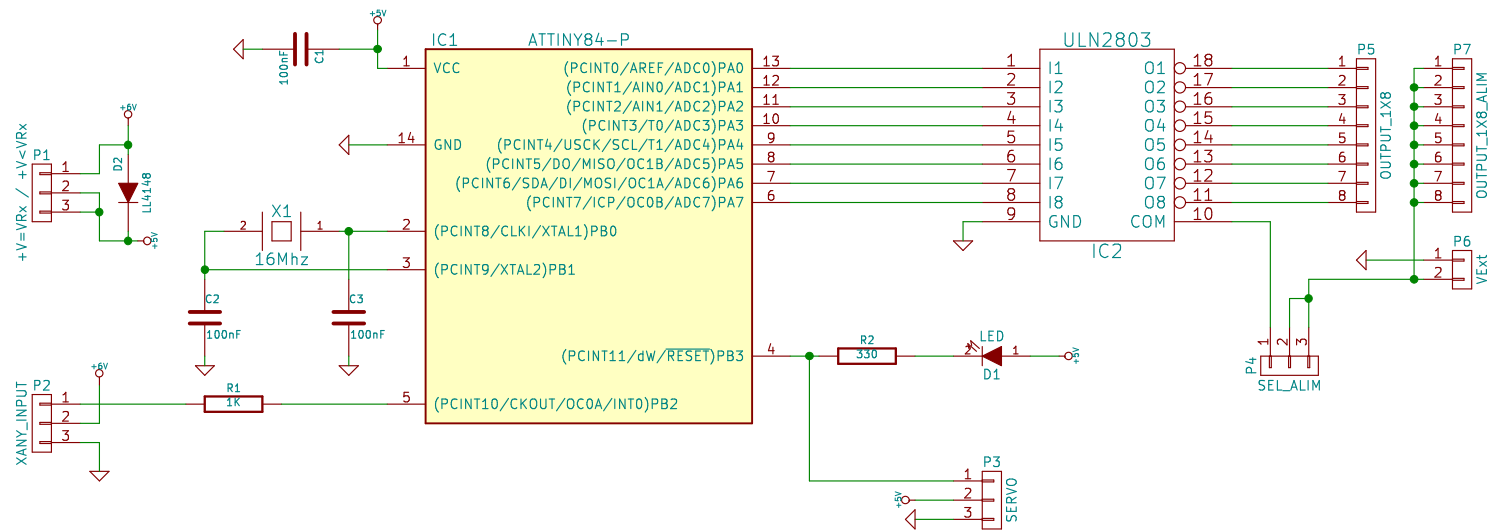 +5V
C1
100nF
IC1
ATTINY84-P
1
VCC
14
GND
2
(PCINT8/CLKI/XTAL1)PB0
3
(PCINT9/XTAL2)PB1
5
(PCINT10/CKOUT/OC0A/INT0)PB2
(PCINT0/AREF/ADC0)PA0
13
(PCINT1/AIN0/ADC1)PA1
12
(PCINT2/AIN1/ADC2)PA2
11
(PCINT3/T0/ADC3)PA3
10
(PCINT4/USCK/SCL/T1/ADC4)PA4
9
(PCINT5/DO/MISO/OC1B/ADC5)PA5
8
(PCINT6/SDA/DI/MOSI/OC1A/ADC6)PA6
7
(PCINT7/ICP/OC0B/ADC7)PA7
6
(PCINT11/dW/RESET)PB3
4
ULN2803
1 I1 O1 18
2 I2 O2 17
3 I3 O3 16
4 I4 O4 15
5 I5 O5 14
6 I6 O6 13
7 I7 O7 12
8 I8 O8 11
9 GND COM 10
IC2
P5
1
2
3
4
5
6
7
8
OUTPUT_1X8
P7
1
2
3
4
5
6
7
8
OUTPUT_1X8_ALIM
P6
1
2
VExt
P4
1
2
3
SEL_ALIM
+V=VRx / +V<VRx
P1
1
2
3
+6V
D2
LL4148
+5V
X1
2
1
16Mhz
C2
100nF
C3
100nF
XANY_INPUT
P2
1
2
3
+6V
R1
1K
R2
330
LED
2
1
D1
+5V
P3
1
2
3
+5V
SERVO